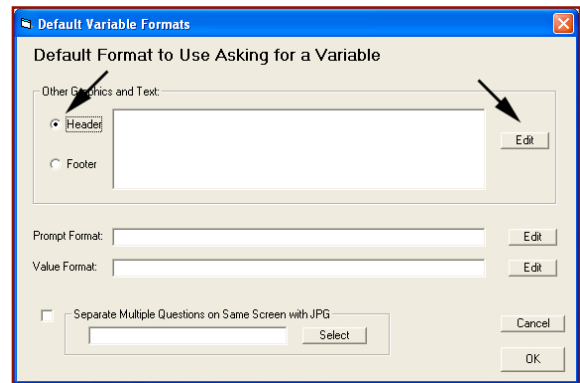 Default Variable Formats
Default Format to Use Asking for a Variable
Other Graphics and Text:
Header
Edit
Footer
Prompt Format:
Edit
Value Format:
Edit
Separate Multiple Questions on Same Screen with JPG
Select
Cancel
OK